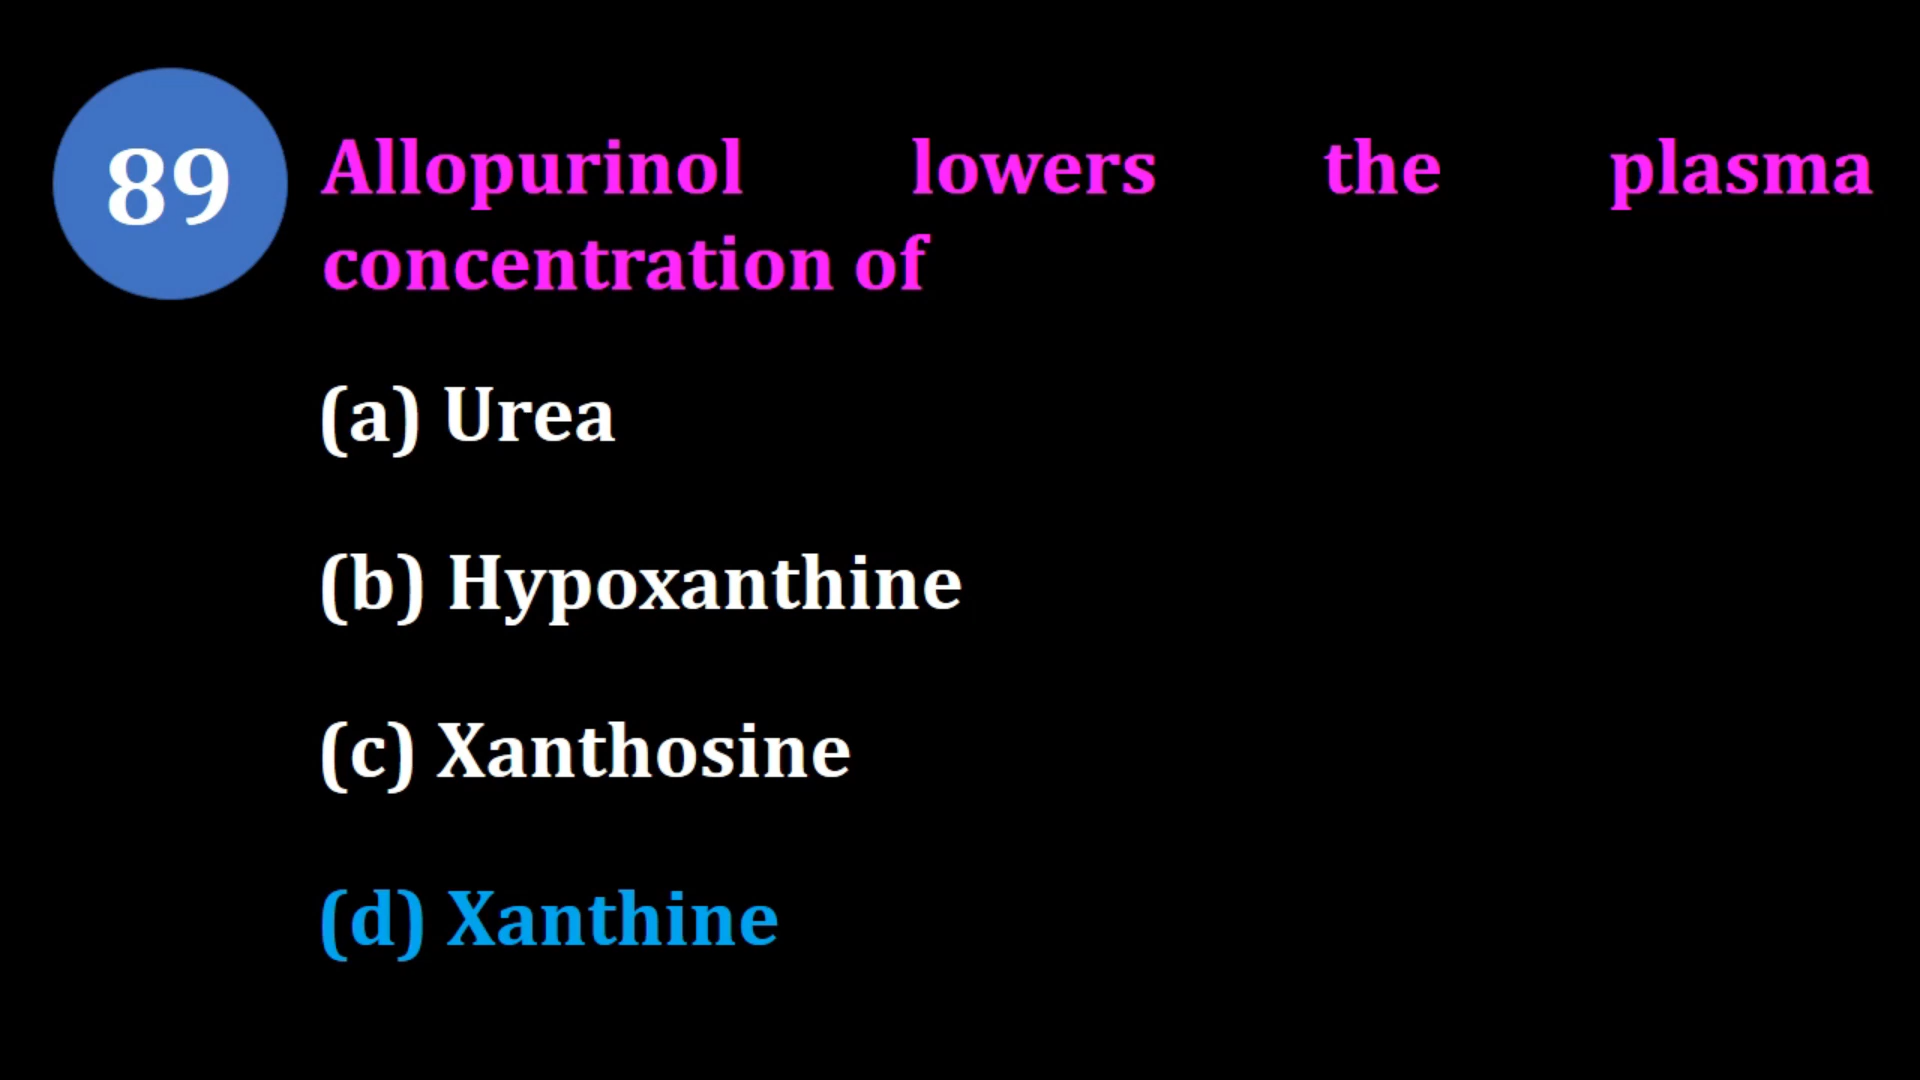 89
Allopurinol lowers the plasma
concentration of
(a) Urea
(b) Hypoxanthine
(c) Xanthosine
(d) Xanthine